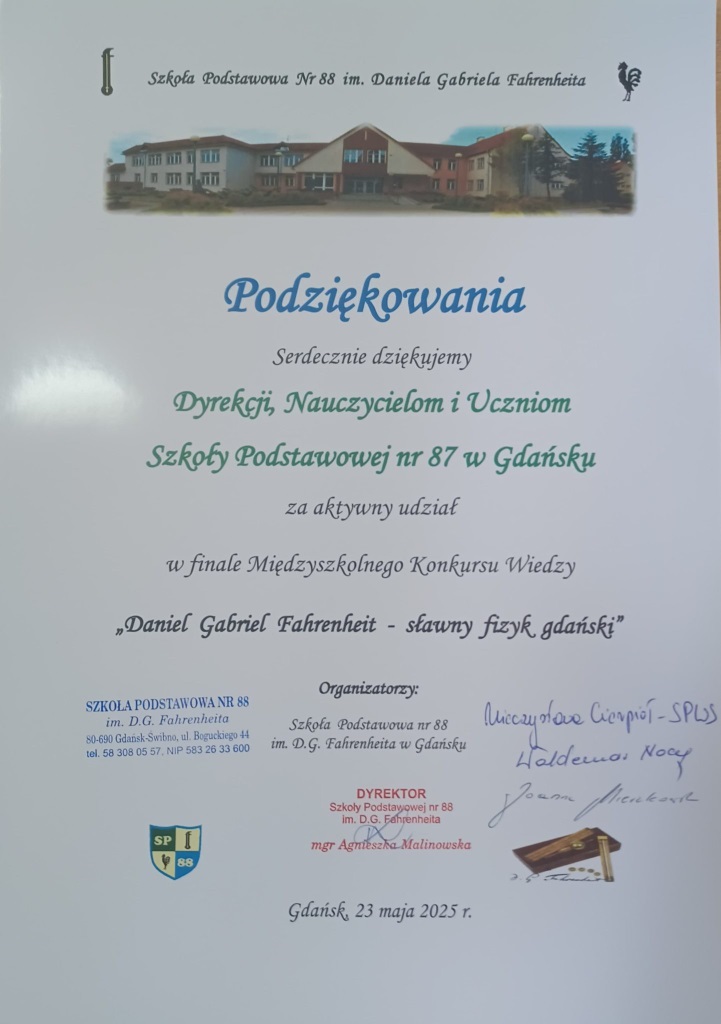 Szkoła Podstawowa Nr 88 im. Daniela Gabriela Fahrenheita
Podziękowania
Serdecznie dziękujemy
Dyrekcji, Nauczycielom i Uczniom
Szkoły Podstawowej nr 87 w Gdańsku
za aktywny udział
w finale Międzyszkolnego Konkursu Wiedzy
„Daniel Gabriel Fahrenheit - sławny fizyk gdański”
Organizatorzy:
Szkoła Podstawowa nr 88
im. D.G. Fahrenheita w Gdańsku
SZKOŁA PODSTAWOWA NR 88
im. D.G. Fahrenheita
80-690 Gdańsk-Świbno, ul. Boguckiego 44
tel. 58 308 05 57, NIP 583 26 33 600
Mieczysława
Waldemar
Joanna
DYREKTOR
Szkoły Podstawowej nr 88
im. D.G. Fahrenheita
mgr Agnieszka Malinowska
SP
88
Gdańsk, 23 maja 2025 r.